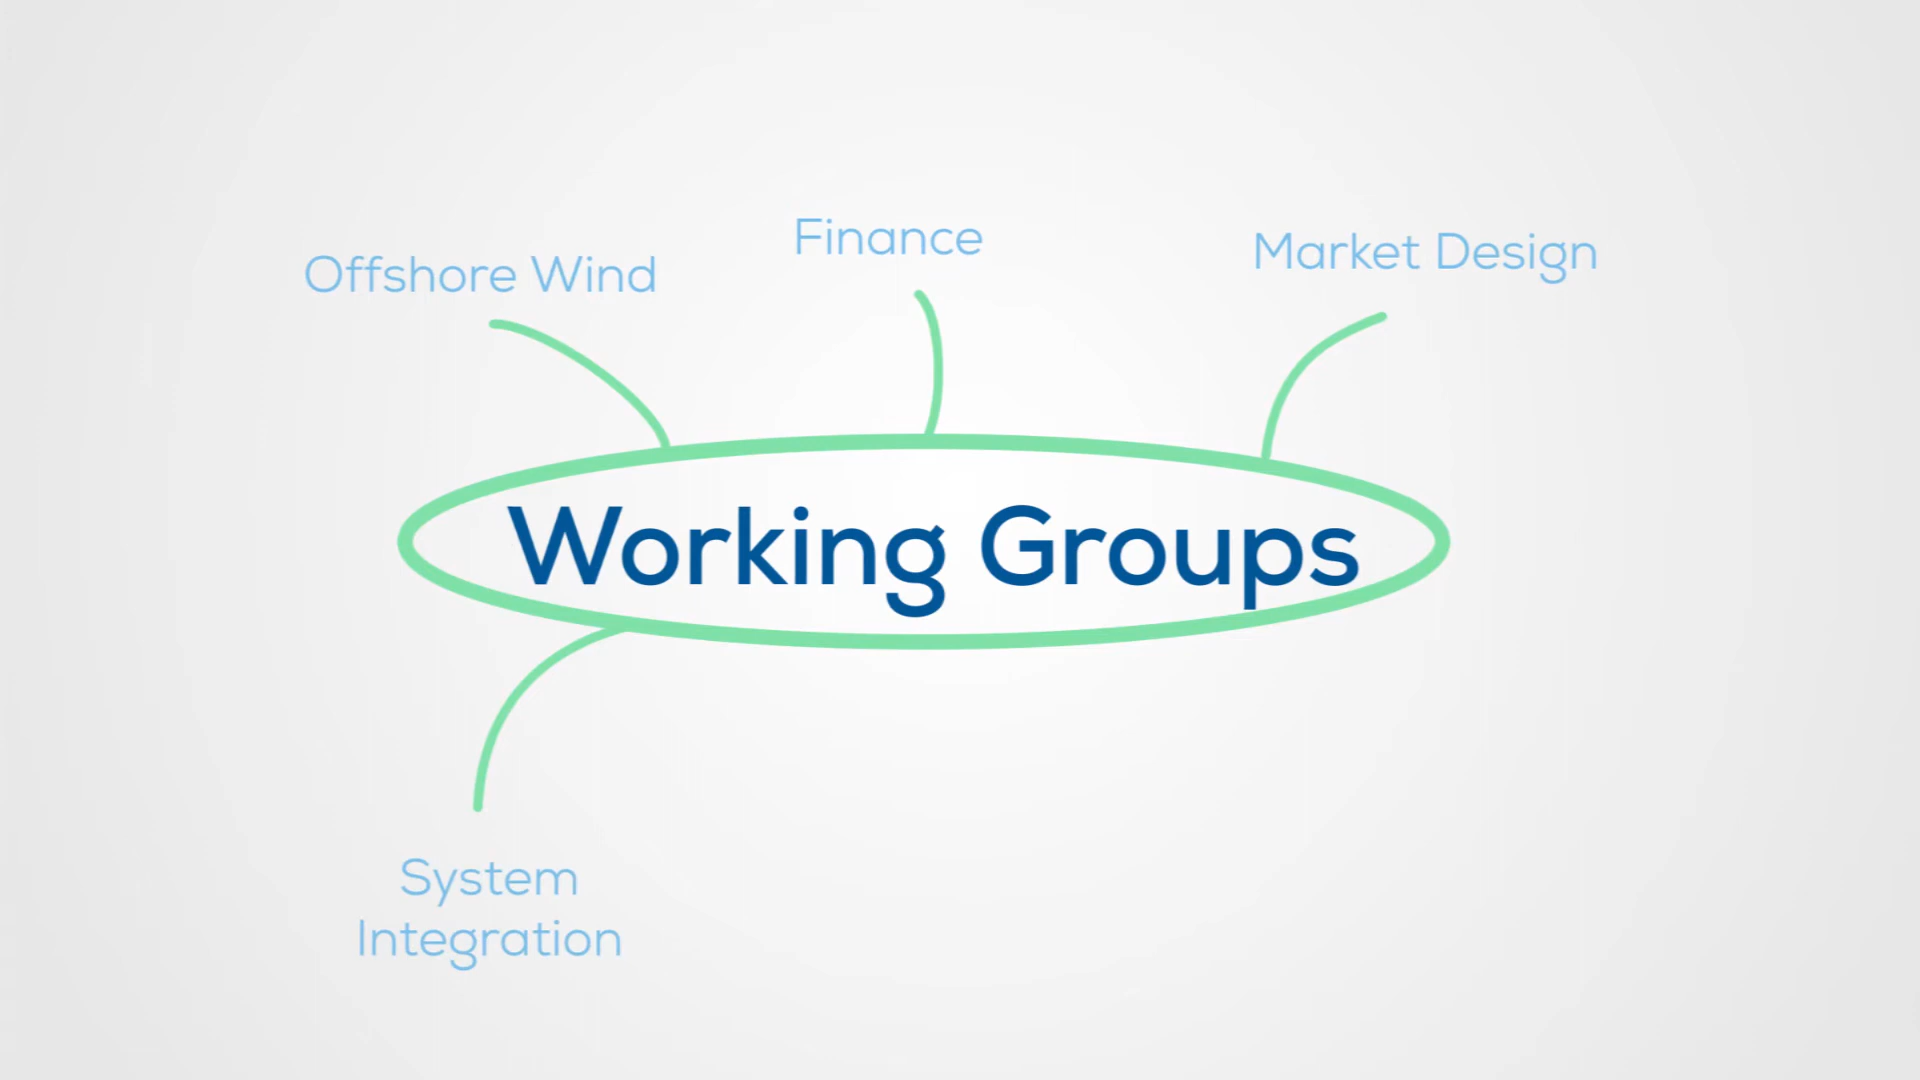 Offshore Wind
Finance
Market Design
Working Groups
System
Integration